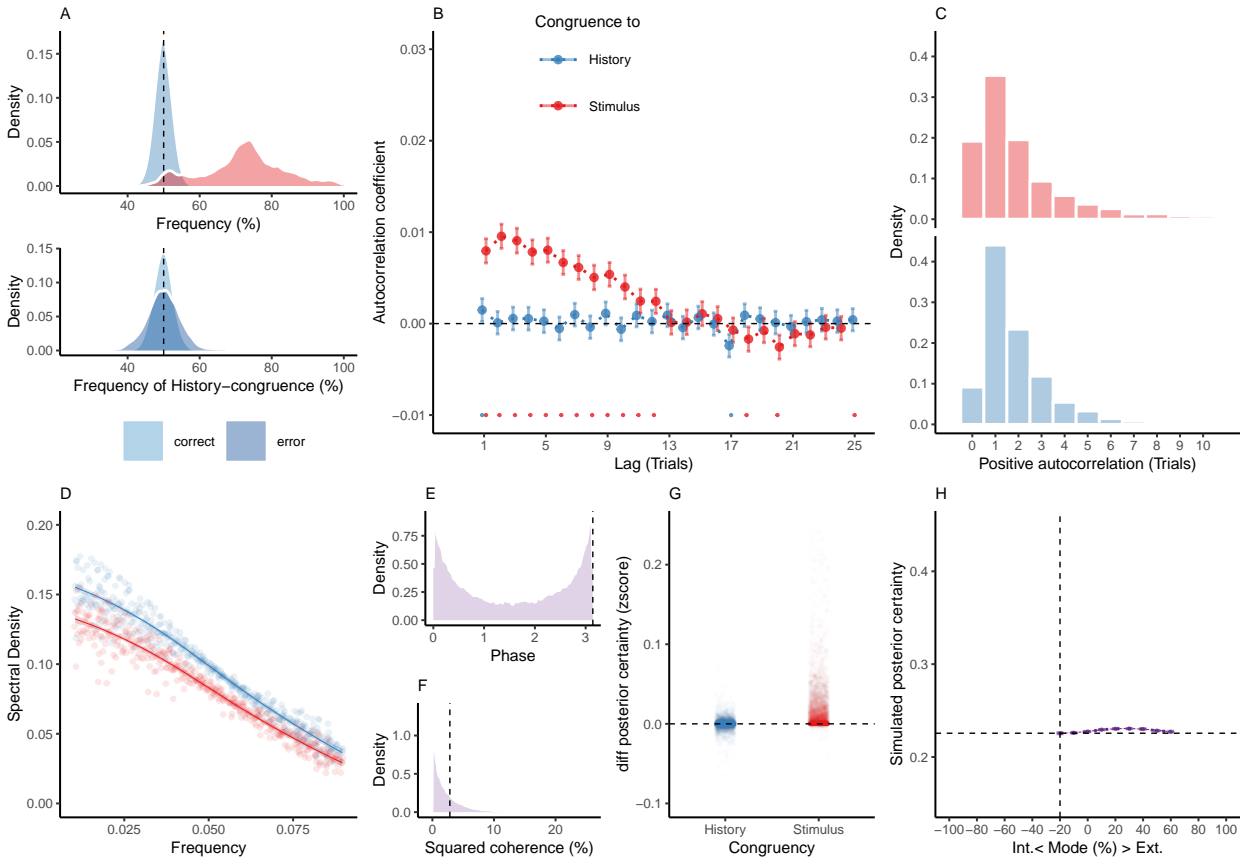 A
Density
0.15
0.10
0.05
0.00
40 60 80 100
Frequency (%)
Density
0.15
0.10
0.05
0.00
40 60 80 100
Frequency of History−congruence (%)
correct error
B
Congruence to
History
Stimulus
Autocorrelation coefficient
0.03
0.02
0.01
0.00
−0.01
1 5 9 13 17 21 25
Lag (Trials)
C
Density
0.4
0.3
0.2
0.1
0.0
0.4
0.3
0.2
0.1
0.0
0 1 2 3 4 5 6 7 8 9 10
Positive autocorrelation (Trials)
D
Spectral Density
0.20
0.15
0.10
0.05
0.00
0.025 0.050 0.075
Frequency
E
Density
0.75
0.50
0.25
0.00
0 1 2 3
Phase
F
Density
1.0
0.5
0.0
0 10 20
Squared coherence (%)
G
diff posterior certainty (zscore)
0.2
0.1
0.0
−0.1
History Stimulus
Congruency
H
Simulated posterior certainty
0.4
0.3
0.2
−100 −80 −60 −40 −20 0 20 40 60 80 100
Int.< Mode (%) > Ext.